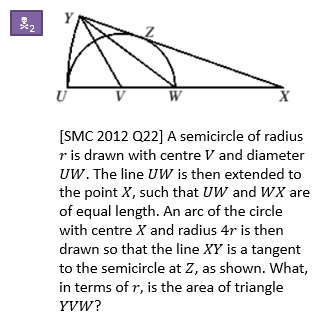 ☠2
Y
Z
U V W X
[SMC 2012 Q22] A semicircle of radius
r is drawn with centre V and diameter
UW. The line UW is then extended to
the point X, such that UW and WX are
of equal length. An arc of the circle
with centre X and radius 4r is then
drawn so that the line XY is a tangent
to the semicircle at Z, as shown. What,
in terms of r, is the area of triangle
YVW?